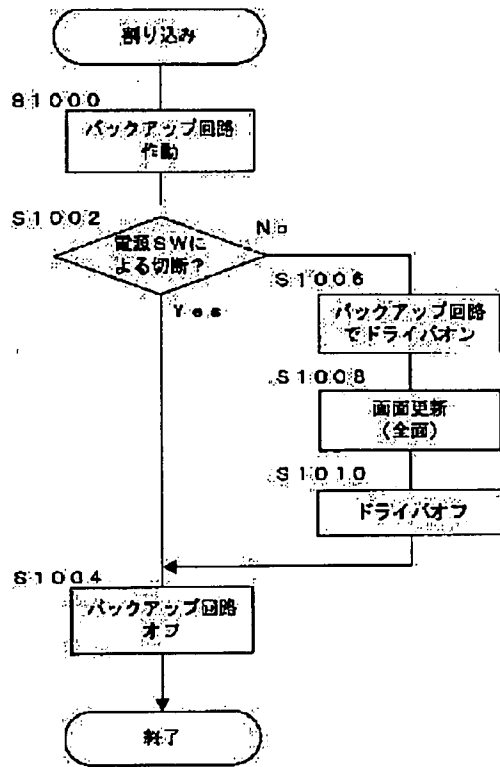 割り込み
S1000
バックアップ回路
作動
S1002
電源SWに
よる切断?
No
Yes
S1006
バックアップ回路
でドライバオン
S1008
画面更新
(全面)
S1010
ドライバオフ
S1004
バックアップ回路
オフ
終了